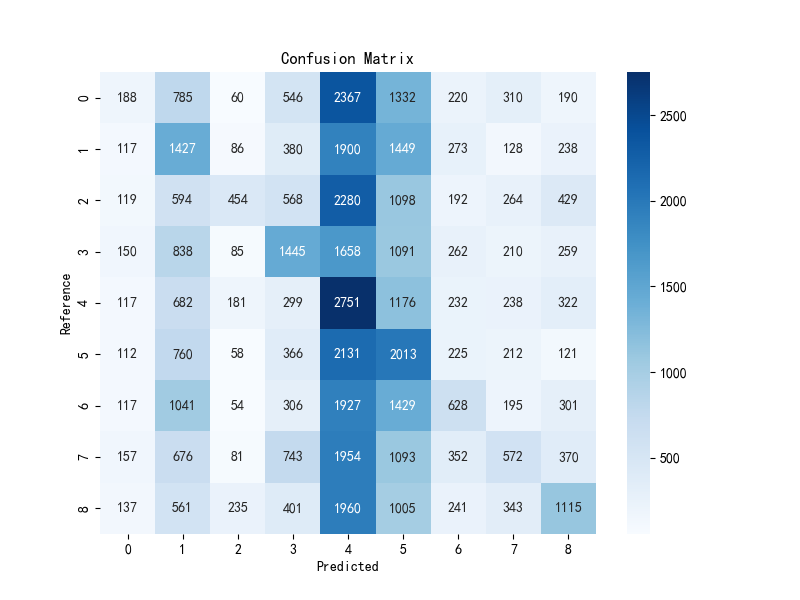 Confusion Matrix
0 188 785 60 546 2367 1332 220 310 190
1 117 1427 86 380 1900 1449 273 128 238
2 119 594 454 568 2280 1098 192 264 429
3 150 838 85 1445 1658 1091 262 210 259
4 117 682 181 299 2751 1176 232 238 322
5 112 760 58 366 2131 2013 225 212 121
6 117 1041 54 306 1927 1429 628 195 301
7 157 676 81 743 1954 1093 352 572 370
8 137 561 235 401 1960 1005 241 343 1115
0 1 2 3 4 5 6 7 8
Predicted
Reference
2500
2000
1500
1000
500